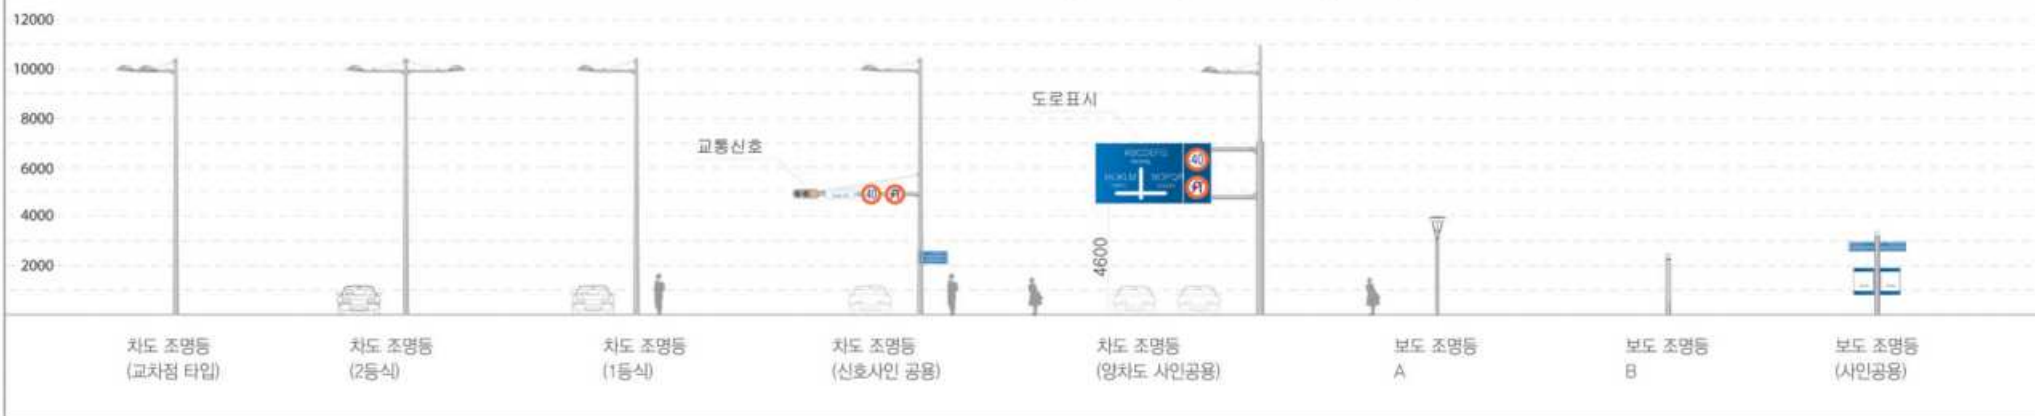 12000
10000
8000
6000
4000
2000
교통신호
40
도로표시
ABCDEFG
HIJKLM NOPQR
40
4600
차도 조명등
(교차점 타입)
차도 조명등
(2등식)
차도 조명등
(1등식)
차도 조명등
(신호사인 공용)
차도 조명등
(양차도 사인공용)
보도 조명등
A
보도 조명등
B
보도 조명등
(사인공용)